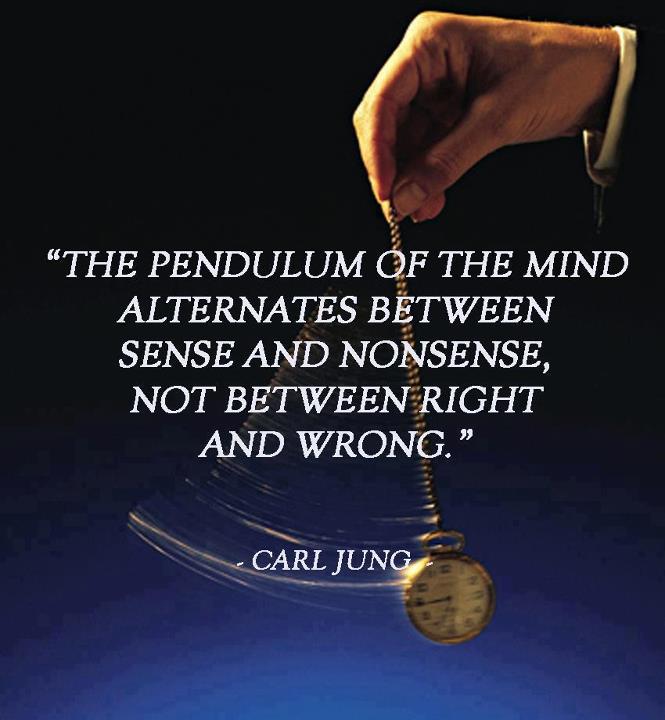 “THE PENDULUM OF THE MIND
ALTERNATES BETWEEN
SENSE AND NONSENSE,
NOT BETWEEN RIGHT
AND WRONG.”
- CARL JUNG -